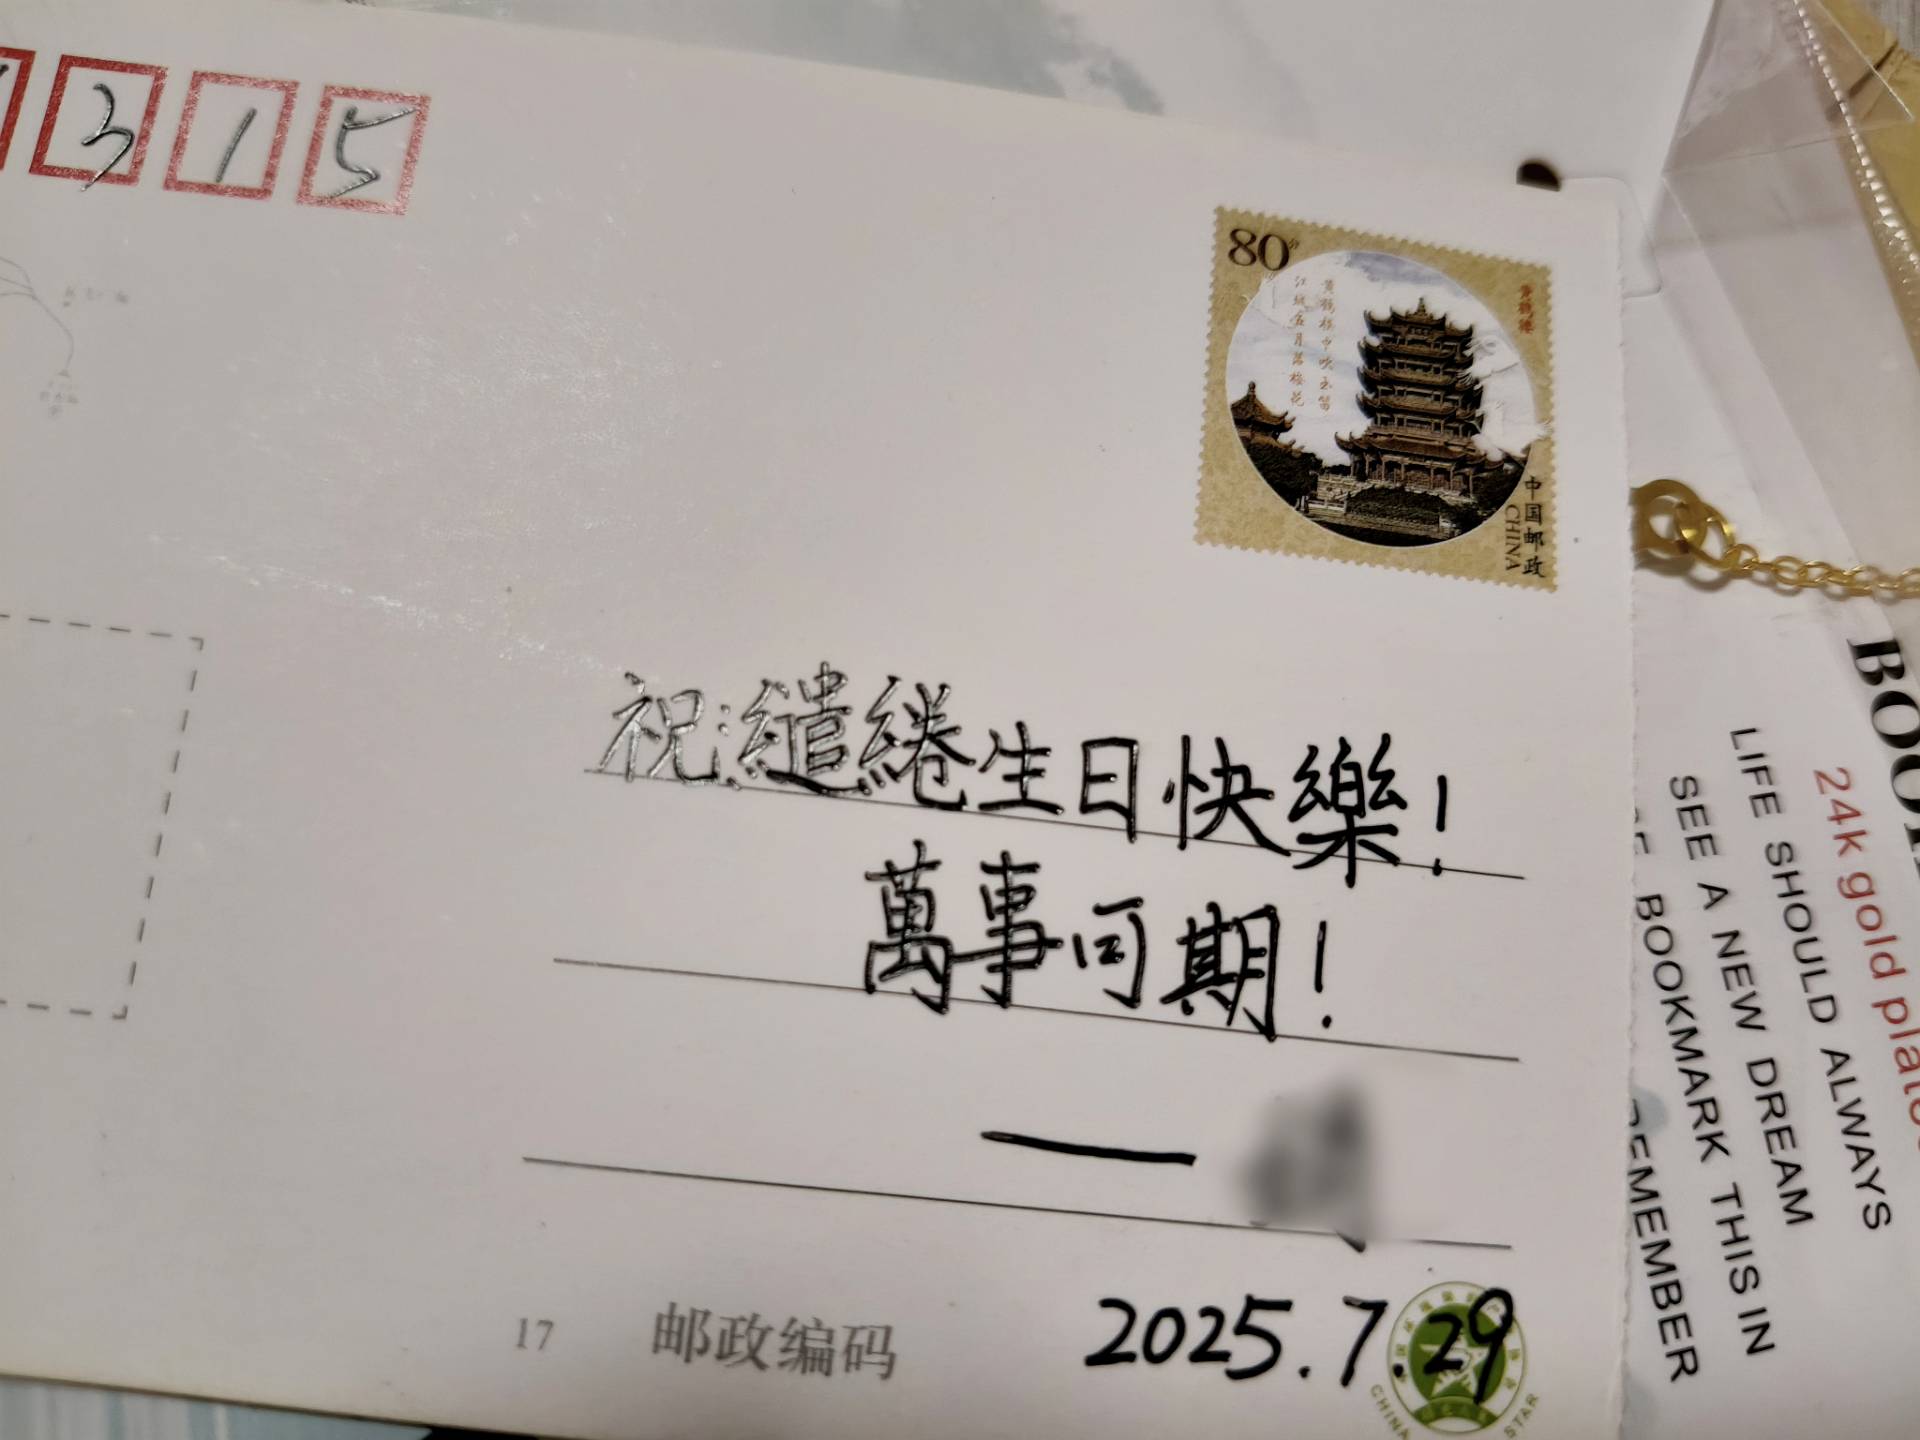 315
80分
黄鹤楼
黄鹤楼中吹玉笛
江城五月落梅花
中国邮政
CHINA
祝:繾綣生日快樂!
萬事可期!
——
17 邮政编码
2025.7.29
CHINA STAR
24k gold plate
LIFE SHOULD ALWAYS
SEE A NEW DREAM
BOOKMARK THIS IN
REMEMBER